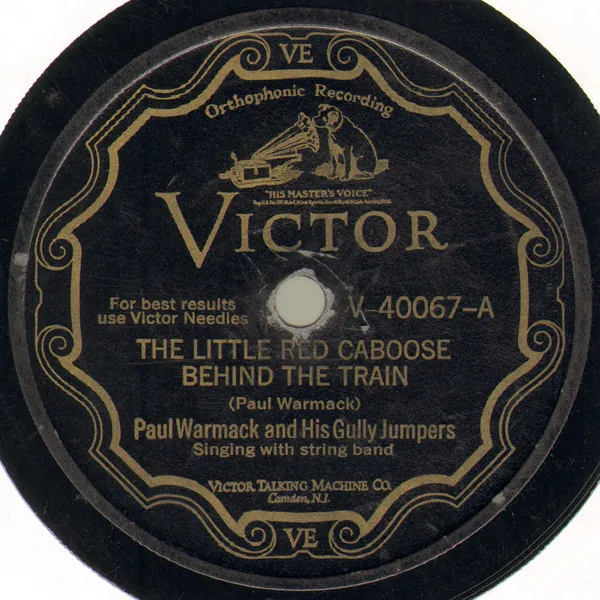 VE
Orthophonic Recording
"HIS MASTER'S VOICE"
VICTOR
For best results
use Victor Needles
V-40067-A
THE LITTLE RED CABOOSE
BEHIND THE TRAIN
(Paul Warmack)
Paul Warmack and His Gully Jumpers
Singing with string band
VICTOR TALKING MACHINE CO.
Camden, N.J.
VE